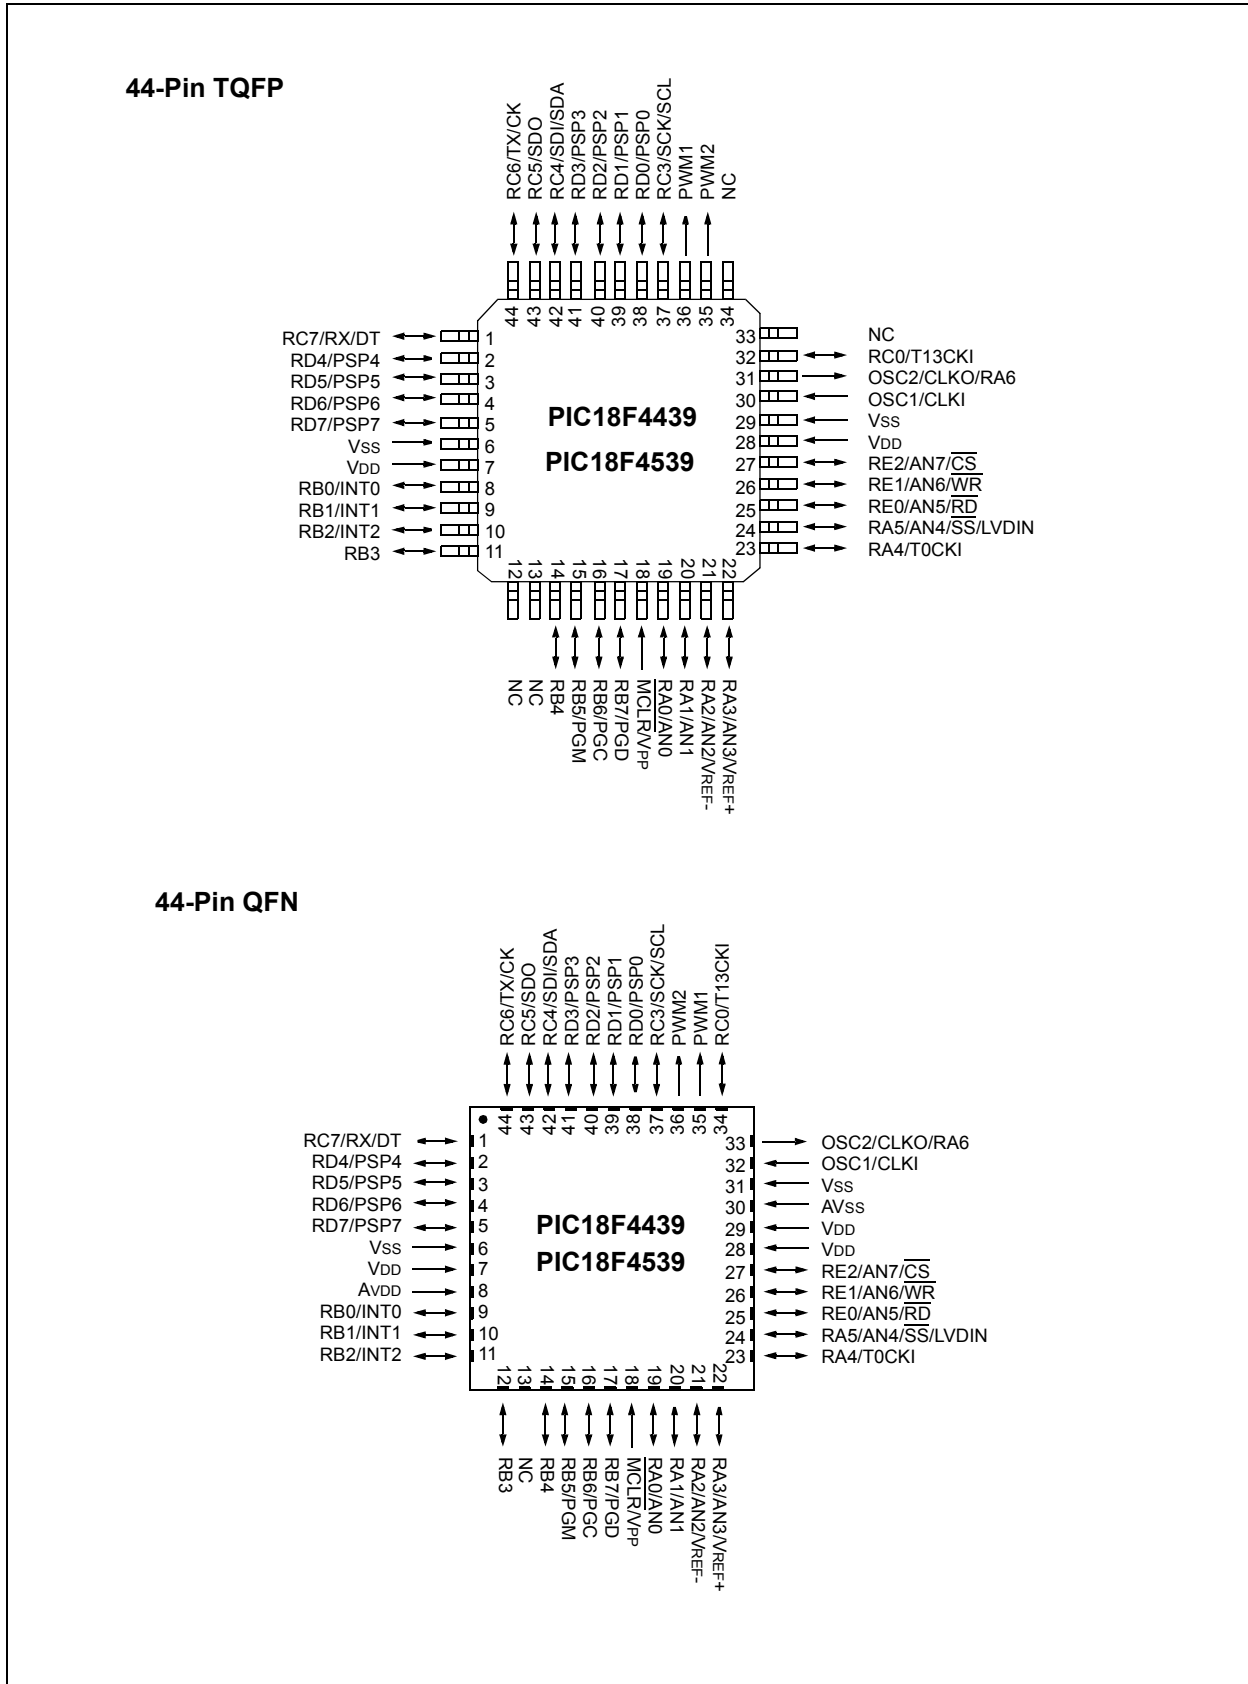 44-Pin TQFP
RC6/TX/CK
RC5/SDO
RC4/SDI/SDA
RD3/PSP3
RD2/PSP2
RD1/PSP1
RD0/PSP0
RC3/SCK/SCL
PWM1
PWM2
NC
44
43
42
41
40
39
38
37
36
35
34
RC7/RX/DT 1
RD4/PSP4 2
RD5/PSP5 3
RD6/PSP6 4
RD7/PSP7 5
VSS 6
VDD 7
RB0/INT0 8
RB1/INT1 9
RB2/INT2 10
RB3 11
PIC18F4439
PIC18F4539
33 NC
32 RC0/T13CKI
31 OSC2/CLKO/RA6
30 OSC1/CLKI
29 VSS
28 VDD
27 RE2/AN7/CS
26 RE1/AN6/WR
25 RE0/AN5/RD
24 RA5/AN4/SS/LVDIN
23 RA4/T0CKI
12
13
14
15
16
17
18
19
20
21
22
NC
NC
RB4
RB5/PGM
RB6/PGC
RB7/PGD
MCLR/VPP
RA0/AN0
RA1/AN1
RA2/AN2/VREF-
RA3/AN3/VREF+
44-Pin QFN
RC6/TX/CK
RC5/SDO
RC4/SDI/SDA
RD3/PSP3
RD2/PSP2
RD1/PSP1
RD0/PSP0
RC3/SCK/SCL
PWM2
PWM1
RC0/T13CKI
44
43
42
41
40
39
38
37
36
35
34
RC7/RX/DT 1
RD4/PSP4 2
RD5/PSP5 3
RD6/PSP6 4
RD7/PSP7 5
VSS 6
VDD 7
AVDD 8
RB0/INT0 9
RB1/INT1 10
RB2/INT2 11
PIC18F4439
PIC18F4539
33 OSC2/CLKO/RA6
32 OSC1/CLKI
31 VSS
30 AVSS
29 VDD
28 VDD
27 RE2/AN7/CS
26 RE1/AN6/WR
25 RE0/AN5/RD
24 RA5/AN4/SS/LVDIN
23 RA4/T0CKI
12
13
14
15
16
17
18
19
20
21
22
RB3
NC
RB4
RB5/PGM
RB6/PGC
RB7/PGD
MCLR/VPP
RA0/AN0
RA1/AN1
RA2/AN2/VREF-
RA3/AN3/VREF+